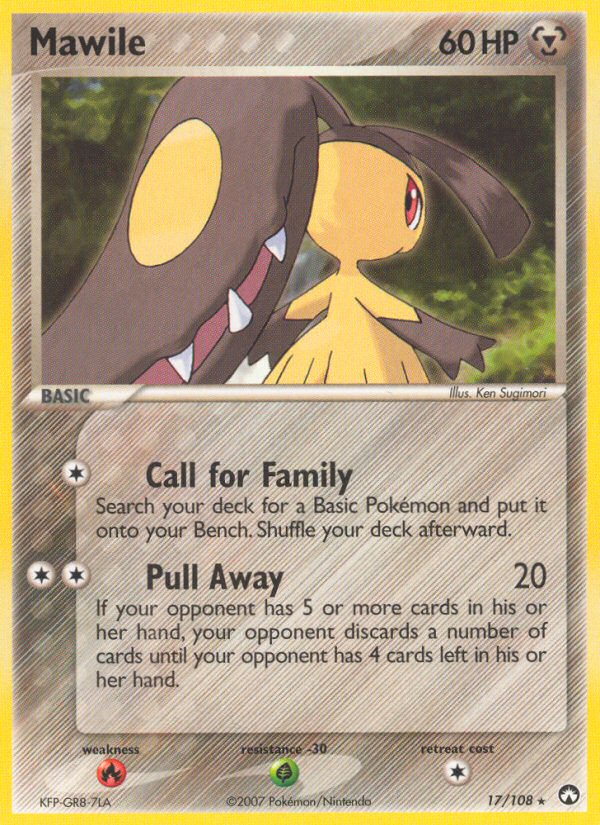 Mawile
60 HP
BASIC
Illus. Ken Sugimori
Call for Family
Search your deck for a Basic Pokémon and put it
onto your Bench. Shuffle your deck afterward.
Pull Away 20
If your opponent has 5 or more cards in his or
her hand, your opponent discards a number of
cards until your opponent has 4 cards left in his or
her hand.
weakness resistance -30 retreat cost
KFP-GR8-7LA ©2007 Pokémon/Nintendo 17/108 ★